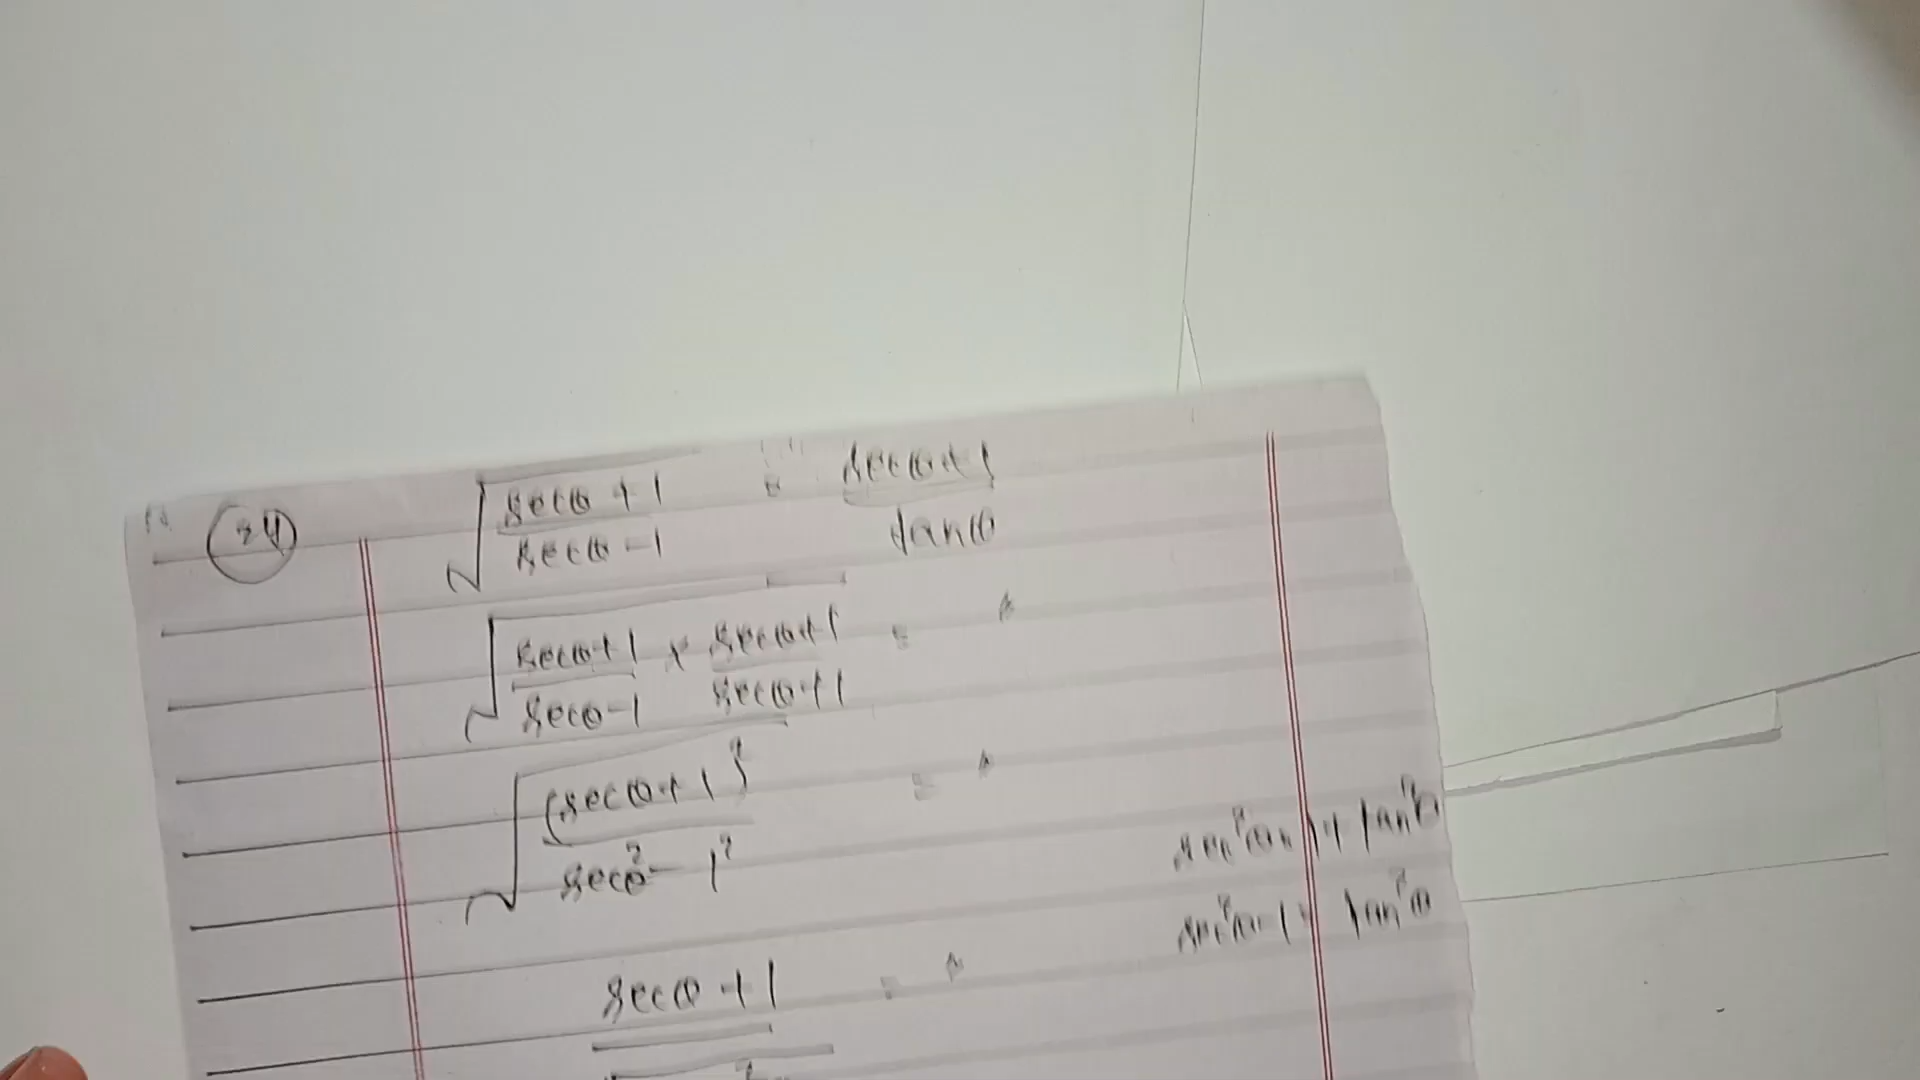 24
√((secθ + 1)/(secθ - 1)) = (secθ + 1)/tanθ
√((secθ + 1)/(secθ - 1) × (secθ + 1)/(secθ + 1)) = "
√((secθ + 1)²/(sec²θ - 1²)) = "
sec²θ = 1 + tan²θ
sec²θ - 1 = tan²θ
secθ + 1 = "